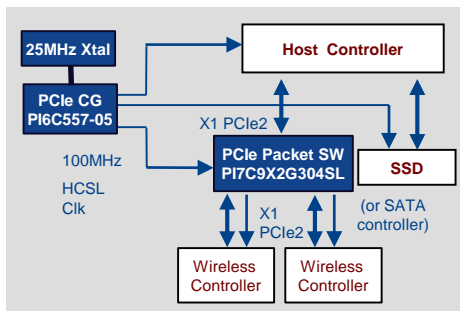 25MHz Xtal
Host Controller
PCIe CG
PI6C557-05
X1 PCIe2
100MHz
HCSL
Clk
PCIe Packet SW
PI7C9X2G304SL
SSD
(or SATA
controller)
X1
PCIe2
Wireless
Controller
Wireless
Controller